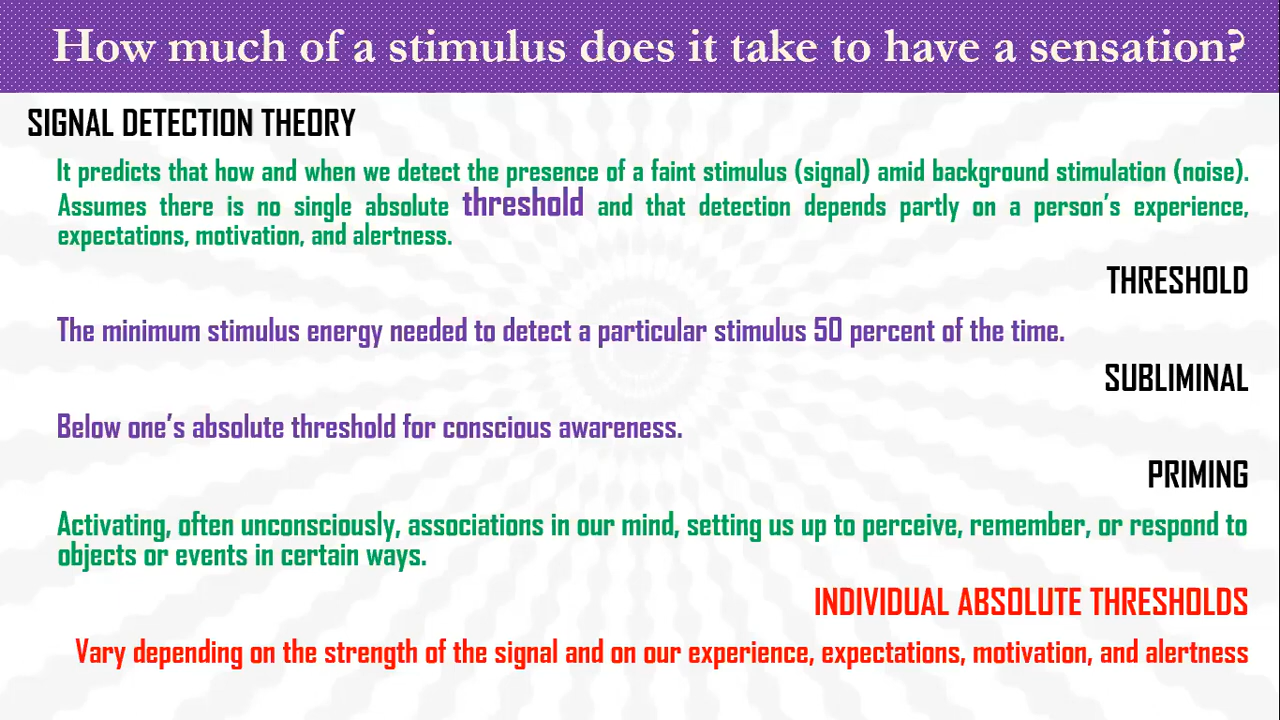 How much of a stimulus does it take to have a sensation?
SIGNAL DETECTION THEORY
It predicts that how and when we detect the presence of a faint stimulus (signal) amid background stimulation (noise).
Assumes there is no single absolute threshold and that detection depends partly on a person's experience,
expectations, motivation, and alertness.
THRESHOLD
The minimum stimulus energy needed to detect a particular stimulus 50 percent of the time.
SUBLIMINAL
Below one's absolute threshold for conscious awareness.
PRIMING
Activating, often unconsciously, associations in our mind, setting us up to perceive, remember, or respond to
objects or events in certain ways.
INDIVIDUAL ABSOLUTE THRESHOLDS
Vary depending on the strength of the signal and on our experience, expectations, motivation, and alertness